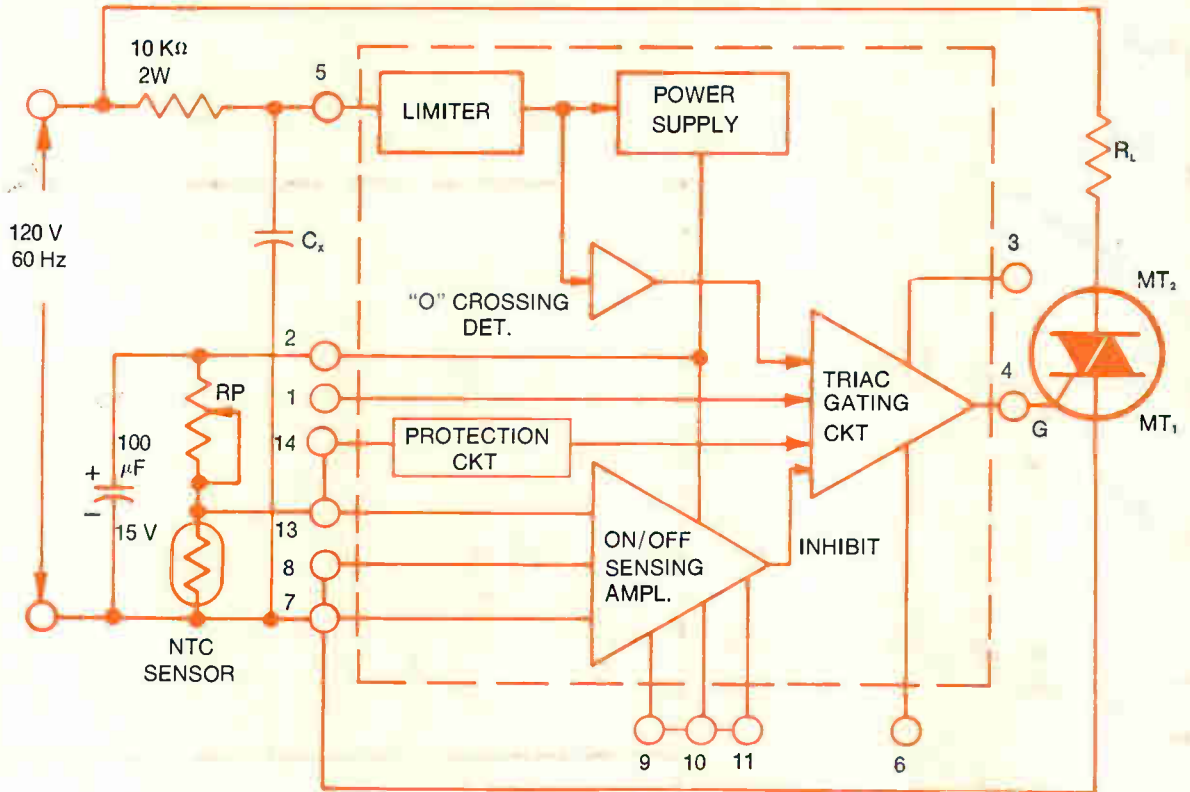 10 KΩ
2W
5
LIMITER
POWER
SUPPLY
R_L
120 V
60 Hz
C_x
3
MT₂
"O" CROSSING
DET.
2
RP
1
4
TRIAC
GATING
CKT
G
MT₁
100
μF
+
–
15 V
14
PROTECTION
CKT
13
ON/OFF
SENSING
AMPL.
INHIBIT
8
7
NTC
SENSOR
9
10
11
6